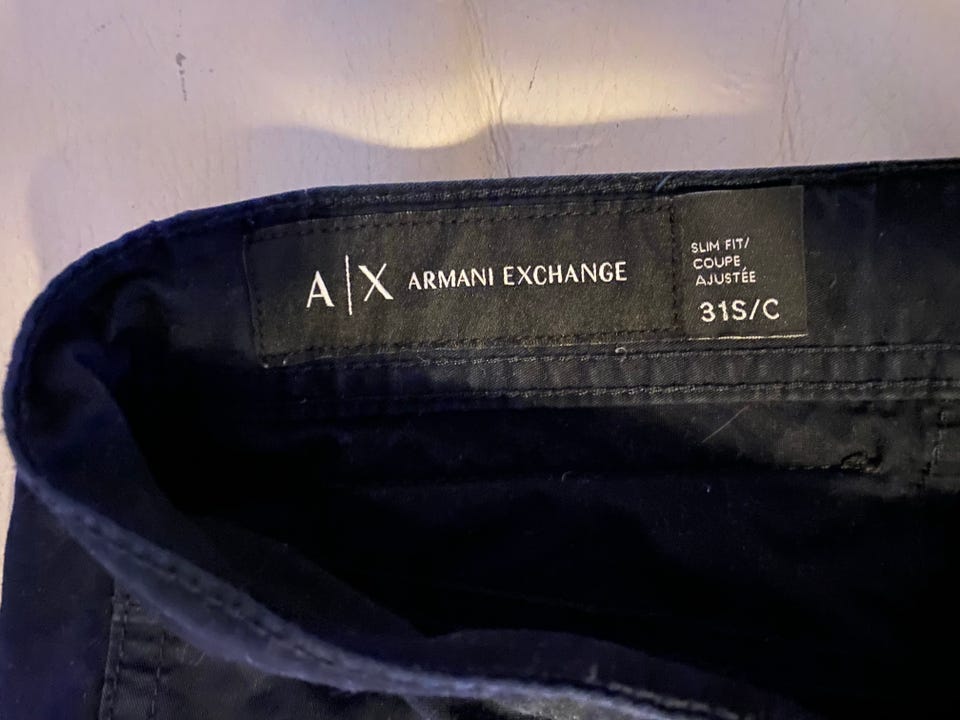 A|X ARMANI EXCHANGE
SLIM FIT/
COUPE
AJUSTÉE
31S/C